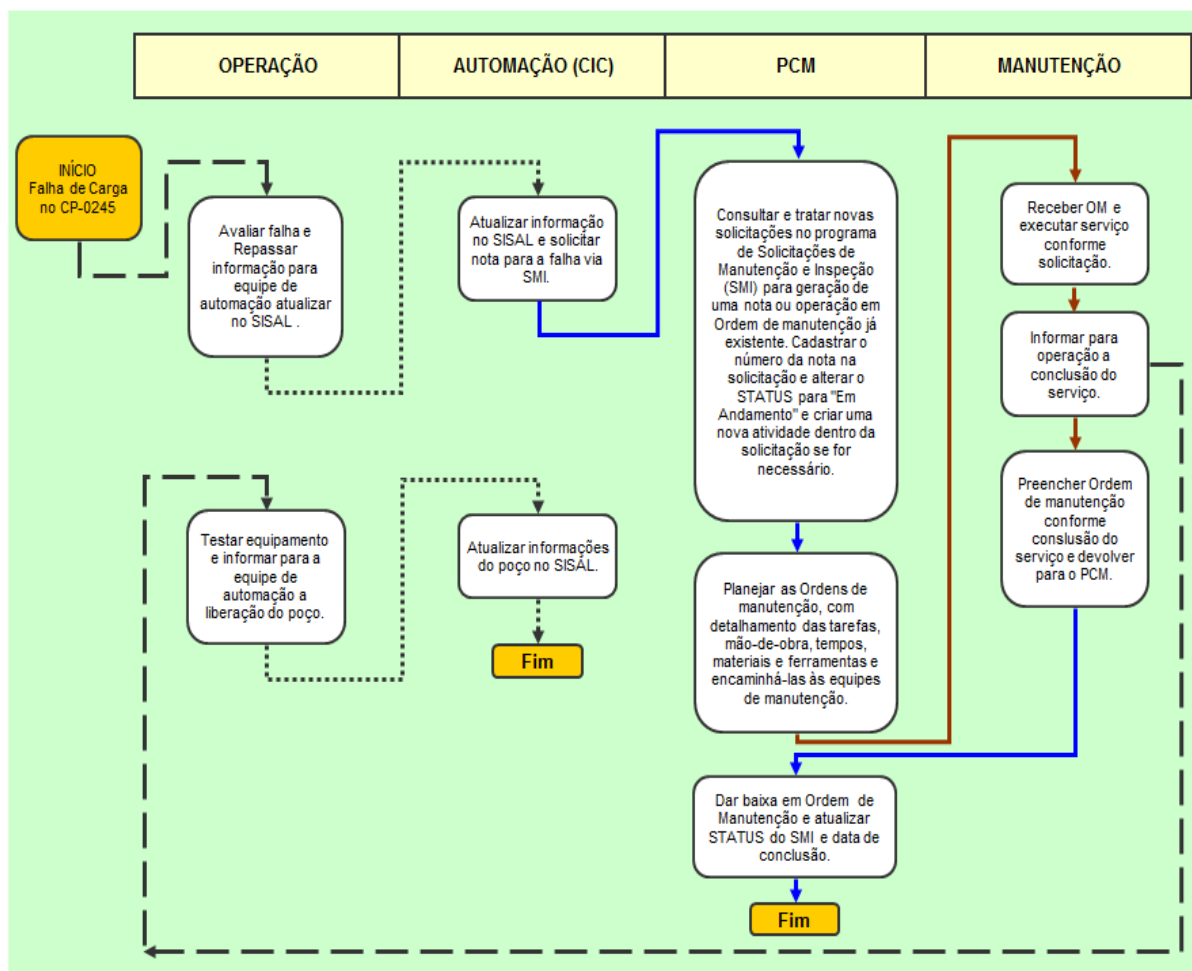 OPERAÇÃO
AUTOMAÇÃO (CIC)
PCM
MANUTENÇÃO
INÍCIO
Falha de Carga
no CP-0245
Avaliar falha e
Repassar
informação para
equipe de
automação atualizar
no SISAL .
Atualizar informação
no SISAL e solicitar
nota para a falha via
SMI.
Consultar e tratar novas
solicitações no programa
de Solicitações de
Manutenção e Inspeção
(SMI) para geração de
uma nota ou operação em
Ordem de manutenção já
existente. Cadastrar o
número da nota na
solicitação e alterar o
STATUS para "Em
Andamento" e criar uma
nova atividade dentro da
solicitação se for
necessário.
Receber OM e
executar serviço
conforme
solicitação.
Informar para
operação a
conclusão do
serviço.
Preencher Ordem
de manutenção
conforme
conslusão do
serviço e devolver
para o PCM.
Testar equipamento
e informar para a
equipe de
automação a
liberação do poço.
Atualizar informações
do poço no SISAL.
Fim
Planejar as Ordens de
manutenção, com
detalhamento das tarefas,
mão-de-obra, tempos,
materiais e ferramentas e
encaminhá-las às equipes
de manutenção.
Dar baixa em Ordem de
Manutenção e atualizar
STATUS do SMI e data de
conclusão.
Fim